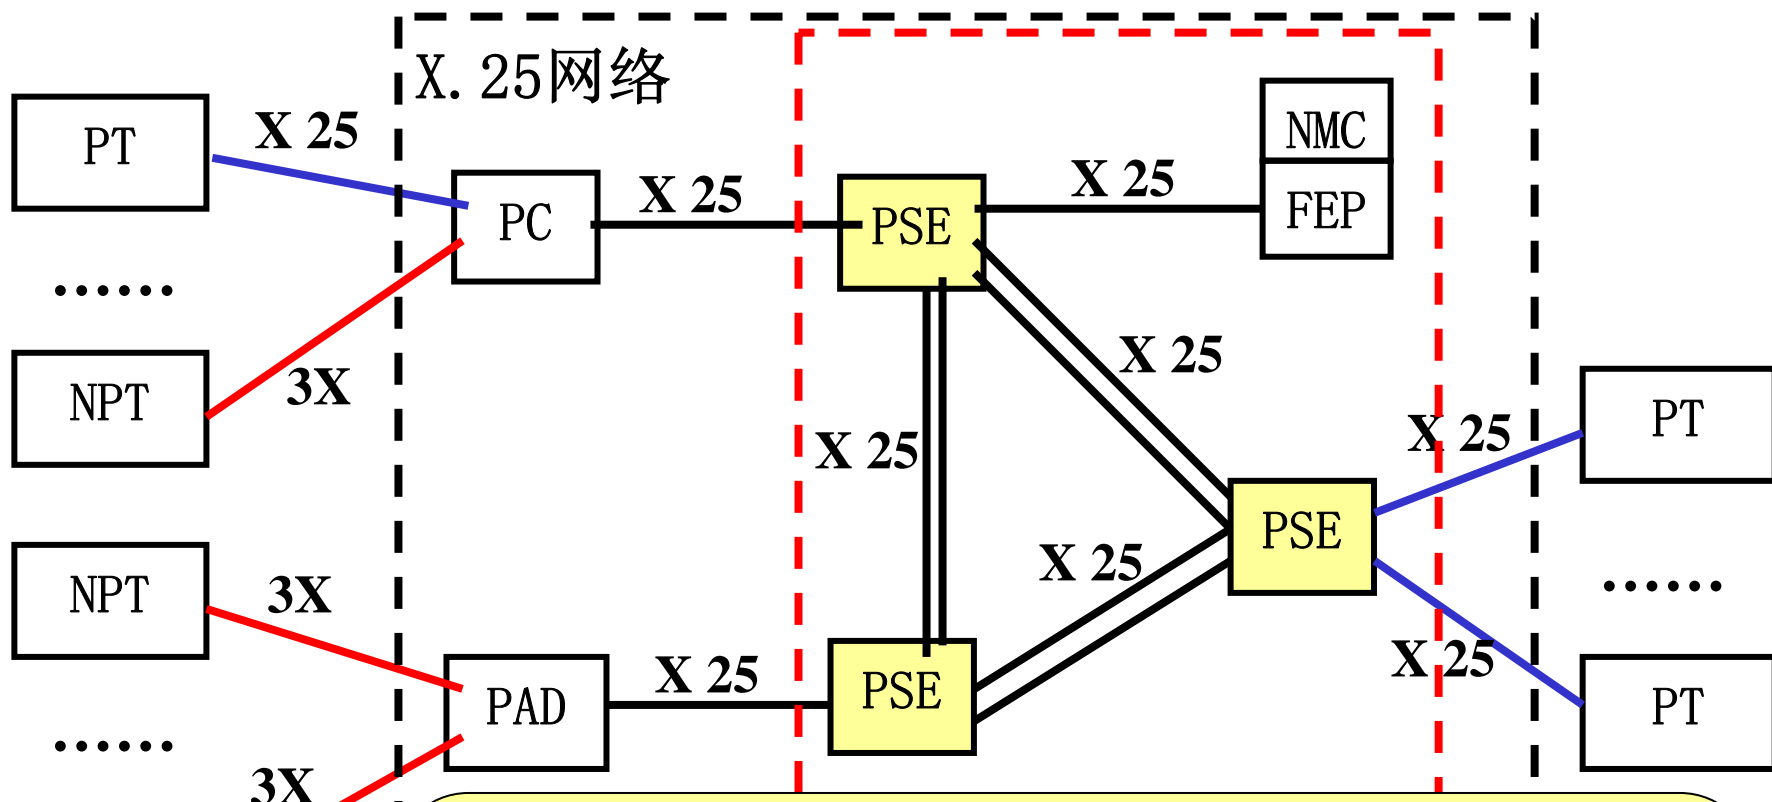 X.25网络
PT
X 25
PC
X 25
PSE
X 25
NMC
FEP
......
NPT
3X
X 25
X 25
X 25
PT
NPT
3X
X 25
PSE
......
PAD
X 25
PSE
X 25
PT
......
3X